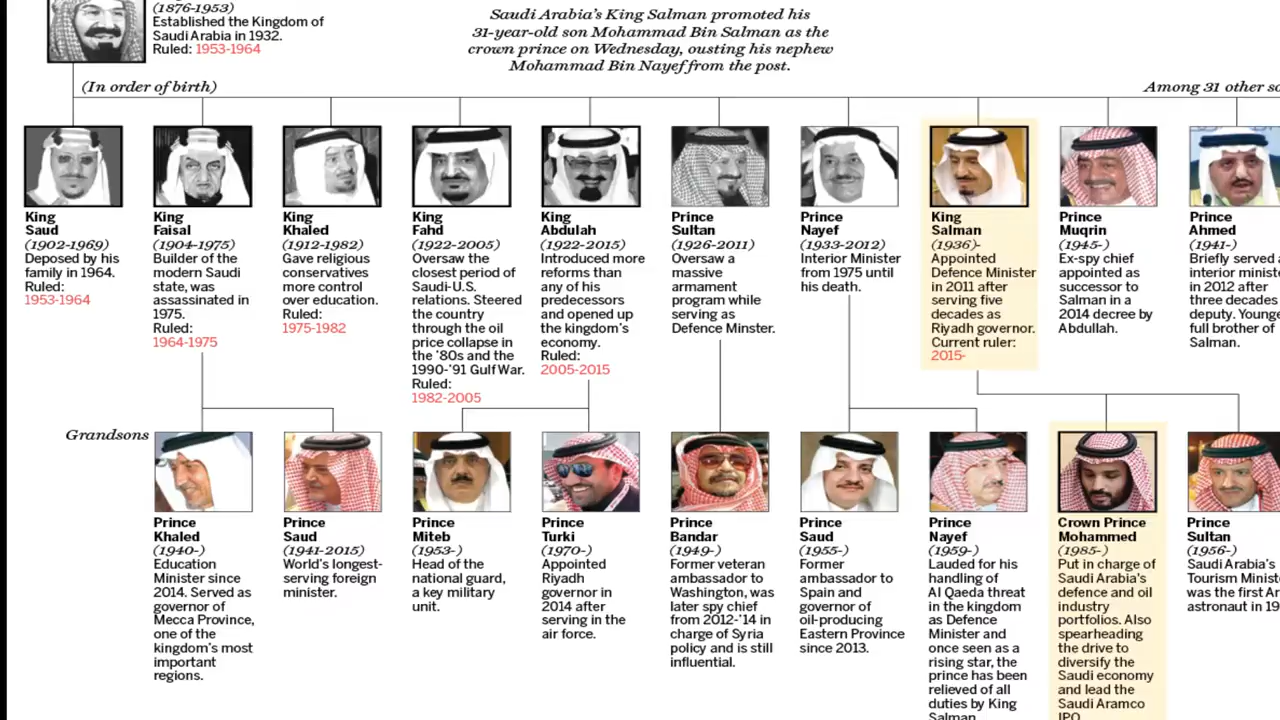 (1876-1953)
Established the Kingdom of
Saudi Arabia in 1932.
Ruled: 1953-1964
Saudi Arabia's King Salman promoted his
31-year-old son Mohammad Bin Salman as the
crown prince on Wednesday, ousting his nephew
Mohammad Bin Nayef from the post.
(In order of birth)
Among 31 other so
King
Saud
(1902-1969)
Deposed by his
family in 1964.
Ruled:
1953-1964
King
Faisal
(1904-1975)
Builder of the
modern Saudi
state, was
assassinated in
1975.
Ruled:
1964-1975
King
Khaled
(1912-1982)
Gave religious
conservatives
more control
over education.
Ruled:
1975-1982
King
Fahd
(1922-2005)
Oversaw the
closest period of
Saudi-U.S.
relations. Steered
the country
through the oil
price collapse in
the '80s and the
1990-'91 Gulf War.
Ruled:
1982-2005
King
Abdulah
(1922-2015)
Introduced more
reforms than
any of his
predecessors
and opened up
the kingdom's
economy.
Ruled:
2005-2015
Prince
Sultan
(1926-2011)
Oversaw a
massive
armament
program while
serving as
Defence Minster.
Prince
Nayef
(1933-2012)
Interior Minister
from 1975 until
his death.
King
Salman
(1936)-
Appointed
Defence Minister
in 2011 after
serving five
decades as
Riyadh governor.
Current ruler:
2015-
Prince
Muqrin
(1945-)
Ex-spy chief
appointed as
successor to
Salman in a
2014 decree by
Abdullah.
Prince
Ahmed
(1941-)
Briefly served a
interior ministe
in 2012 after
three decades
deputy. Younge
full brother of
Salman.
Grandsons
Prince
Khaled
(1940-)
Education
Minister since
2014. Served as
governor of
Mecca Province,
one of the
kingdom's most
important
regions.
Prince
Saud
(1941-2015)
World's longest-
serving foreign
minister.
Prince
Miteb
(1953-)
Head of the
national guard,
a key military
unit.
Prince
Turki
(1970-)
Appointed
Riyadh
governor in
2014 after
serving in the
air force.
Prince
Bandar
(1949-)
Former veteran
ambassador to
Washington, was
later spy chief
from 2012-'14 in
charge of Syria
policy and is still
influential.
Prince
Saud
(1955-)
Former
ambassador to
Spain and
governor of
oil-producing
Eastern Province
since 2013.
Prince
Nayef
(1959-)
Lauded for his
handling of
Al Qaeda threat
in the kingdom
as Defence
Minister and
once seen as a
rising star, the
prince has been
relieved of all
duties by King
Salman
Crown Prince
Mohammed
(1985-)
Put in charge of
Saudi Arabia's
defence and oil
industry
portfolios. Also
spearheading
the drive to
diversify the
Saudi economy
and lead the
Saudi Aramco
IPO
Prince
Sultan
(1956-)
Saudi Arabia's
Tourism Ministe
was the first Ar
astronaut in 19